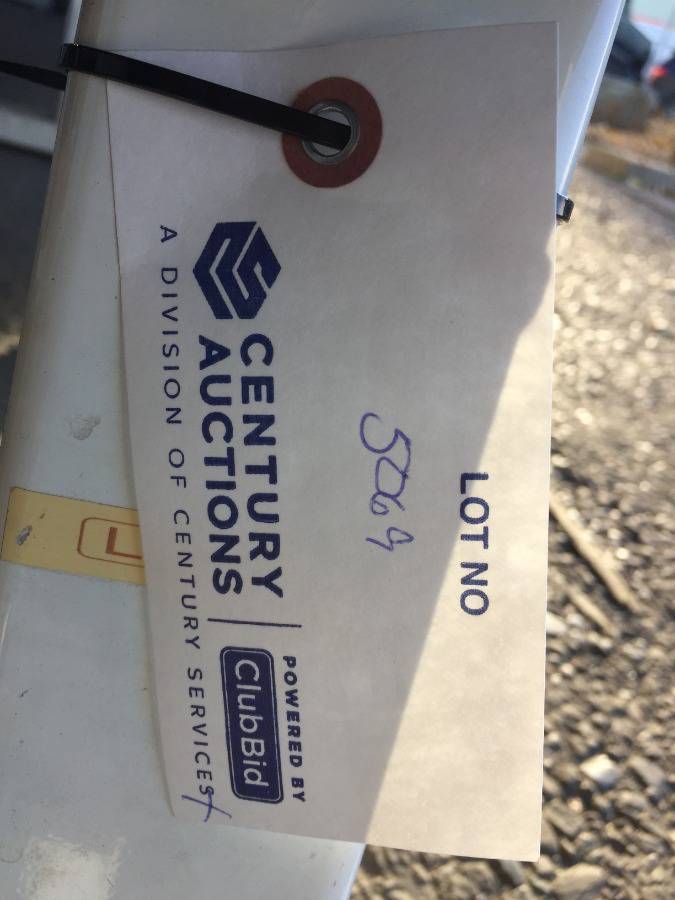 LOT NO
5069
CENTURY
AUCTIONS
POWERED BY
ClubBid
A DIVISION OF CENTURY SERVICES